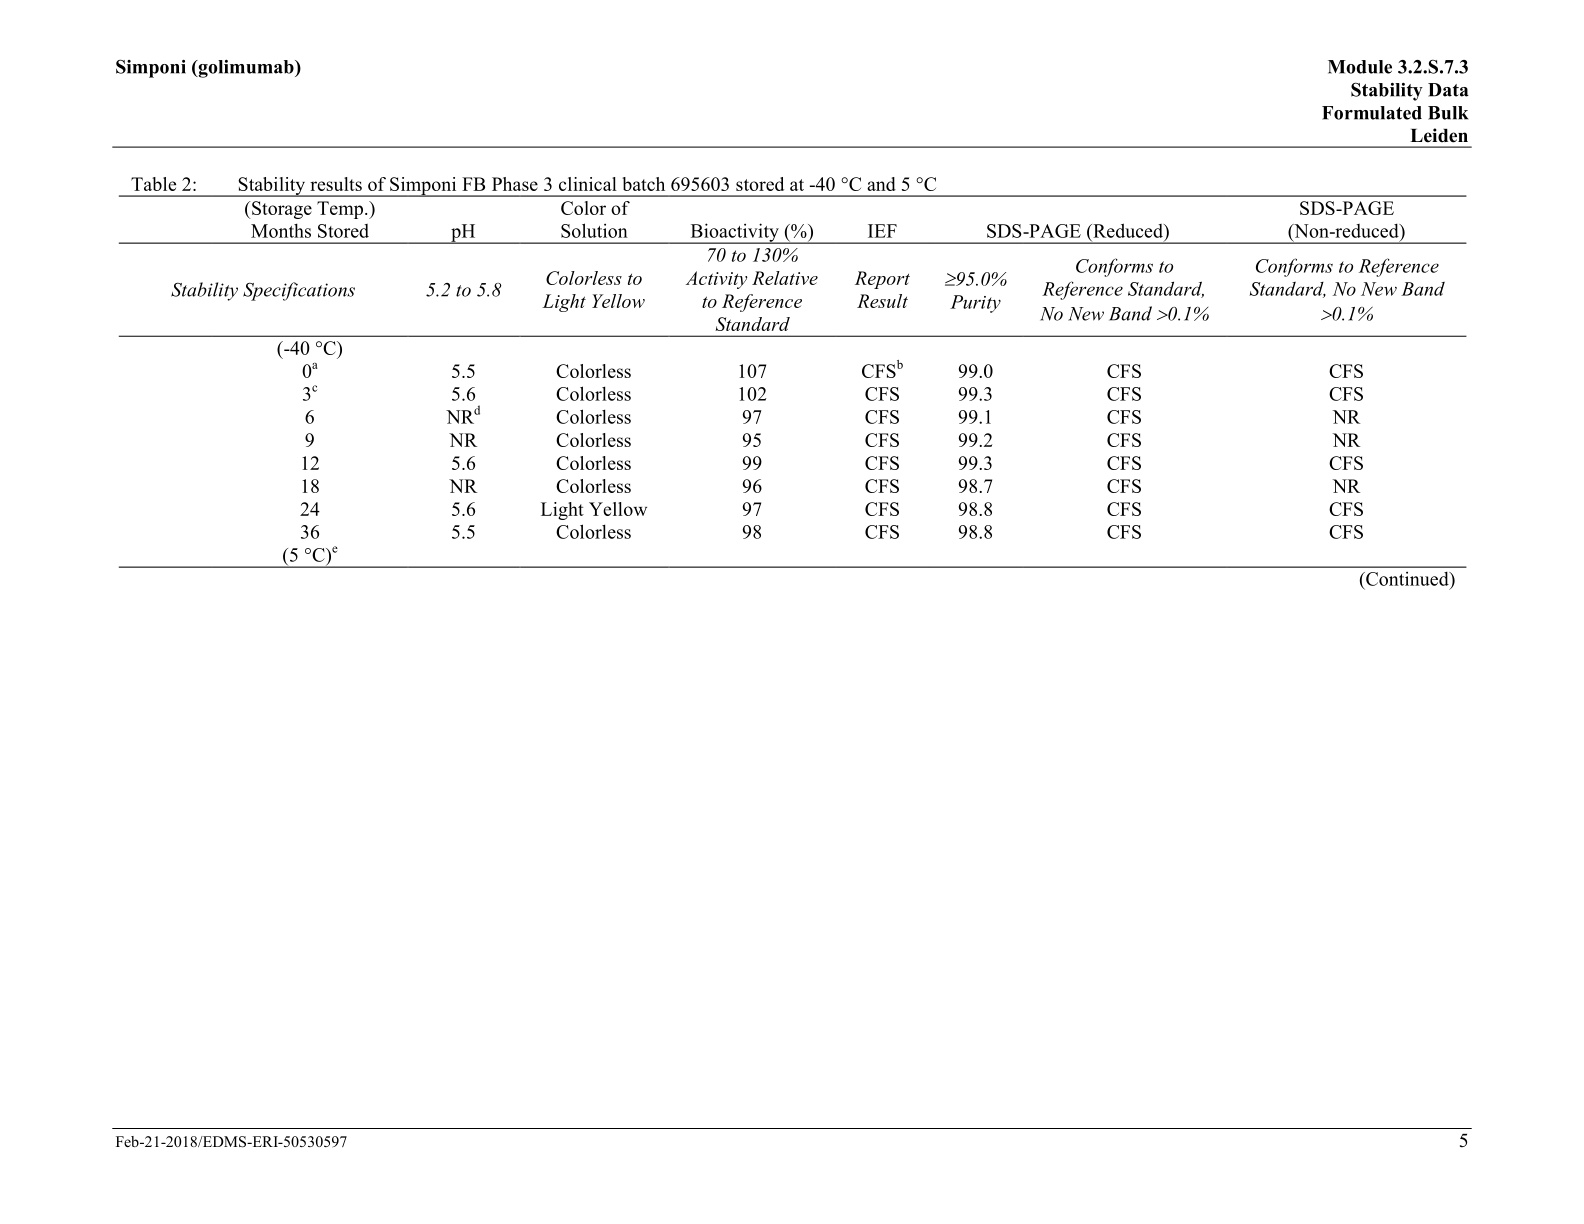 Simponi (golimumab)
Module 3.2.S.7.3
Stability Data
Formulated Bulk
Leiden
Table 2: Stability results of Simponi FB Phase 3 clinical batch 695603 stored at -40 °C and 5 °C
(Storage Temp.) Months Stored pH Color of Solution Bioactivity (%) IEF SDS-PAGE (Reduced) SDS-PAGE (Non-reduced)
Stability Specifications 5.2 to 5.8 Colorless to Light Yellow 70 to 130% Activity Relative to Reference Standard Report Result ≥95.0% Purity Conforms to Reference Standard, No New Band >0.1% Conforms to Reference Standard, No New Band >0.1%
(-40 °C)
0a 5.5 Colorless 107 CFSb 99.0 CFS CFS
3c 5.6 Colorless 102 CFS 99.3 CFS CFS
6 NRd Colorless 97 CFS 99.1 CFS NR
9 NR Colorless 95 CFS 99.2 CFS NR
12 5.6 Colorless 99 CFS 99.3 CFS CFS
18 NR Colorless 96 CFS 98.7 CFS NR
24 5.6 Light Yellow 97 CFS 98.8 CFS CFS
36 5.5 Colorless 98 CFS 98.8 CFS CFS
(5 °C)e
(Continued)
Feb-21-2018/EDMS-ERI-50530597 5